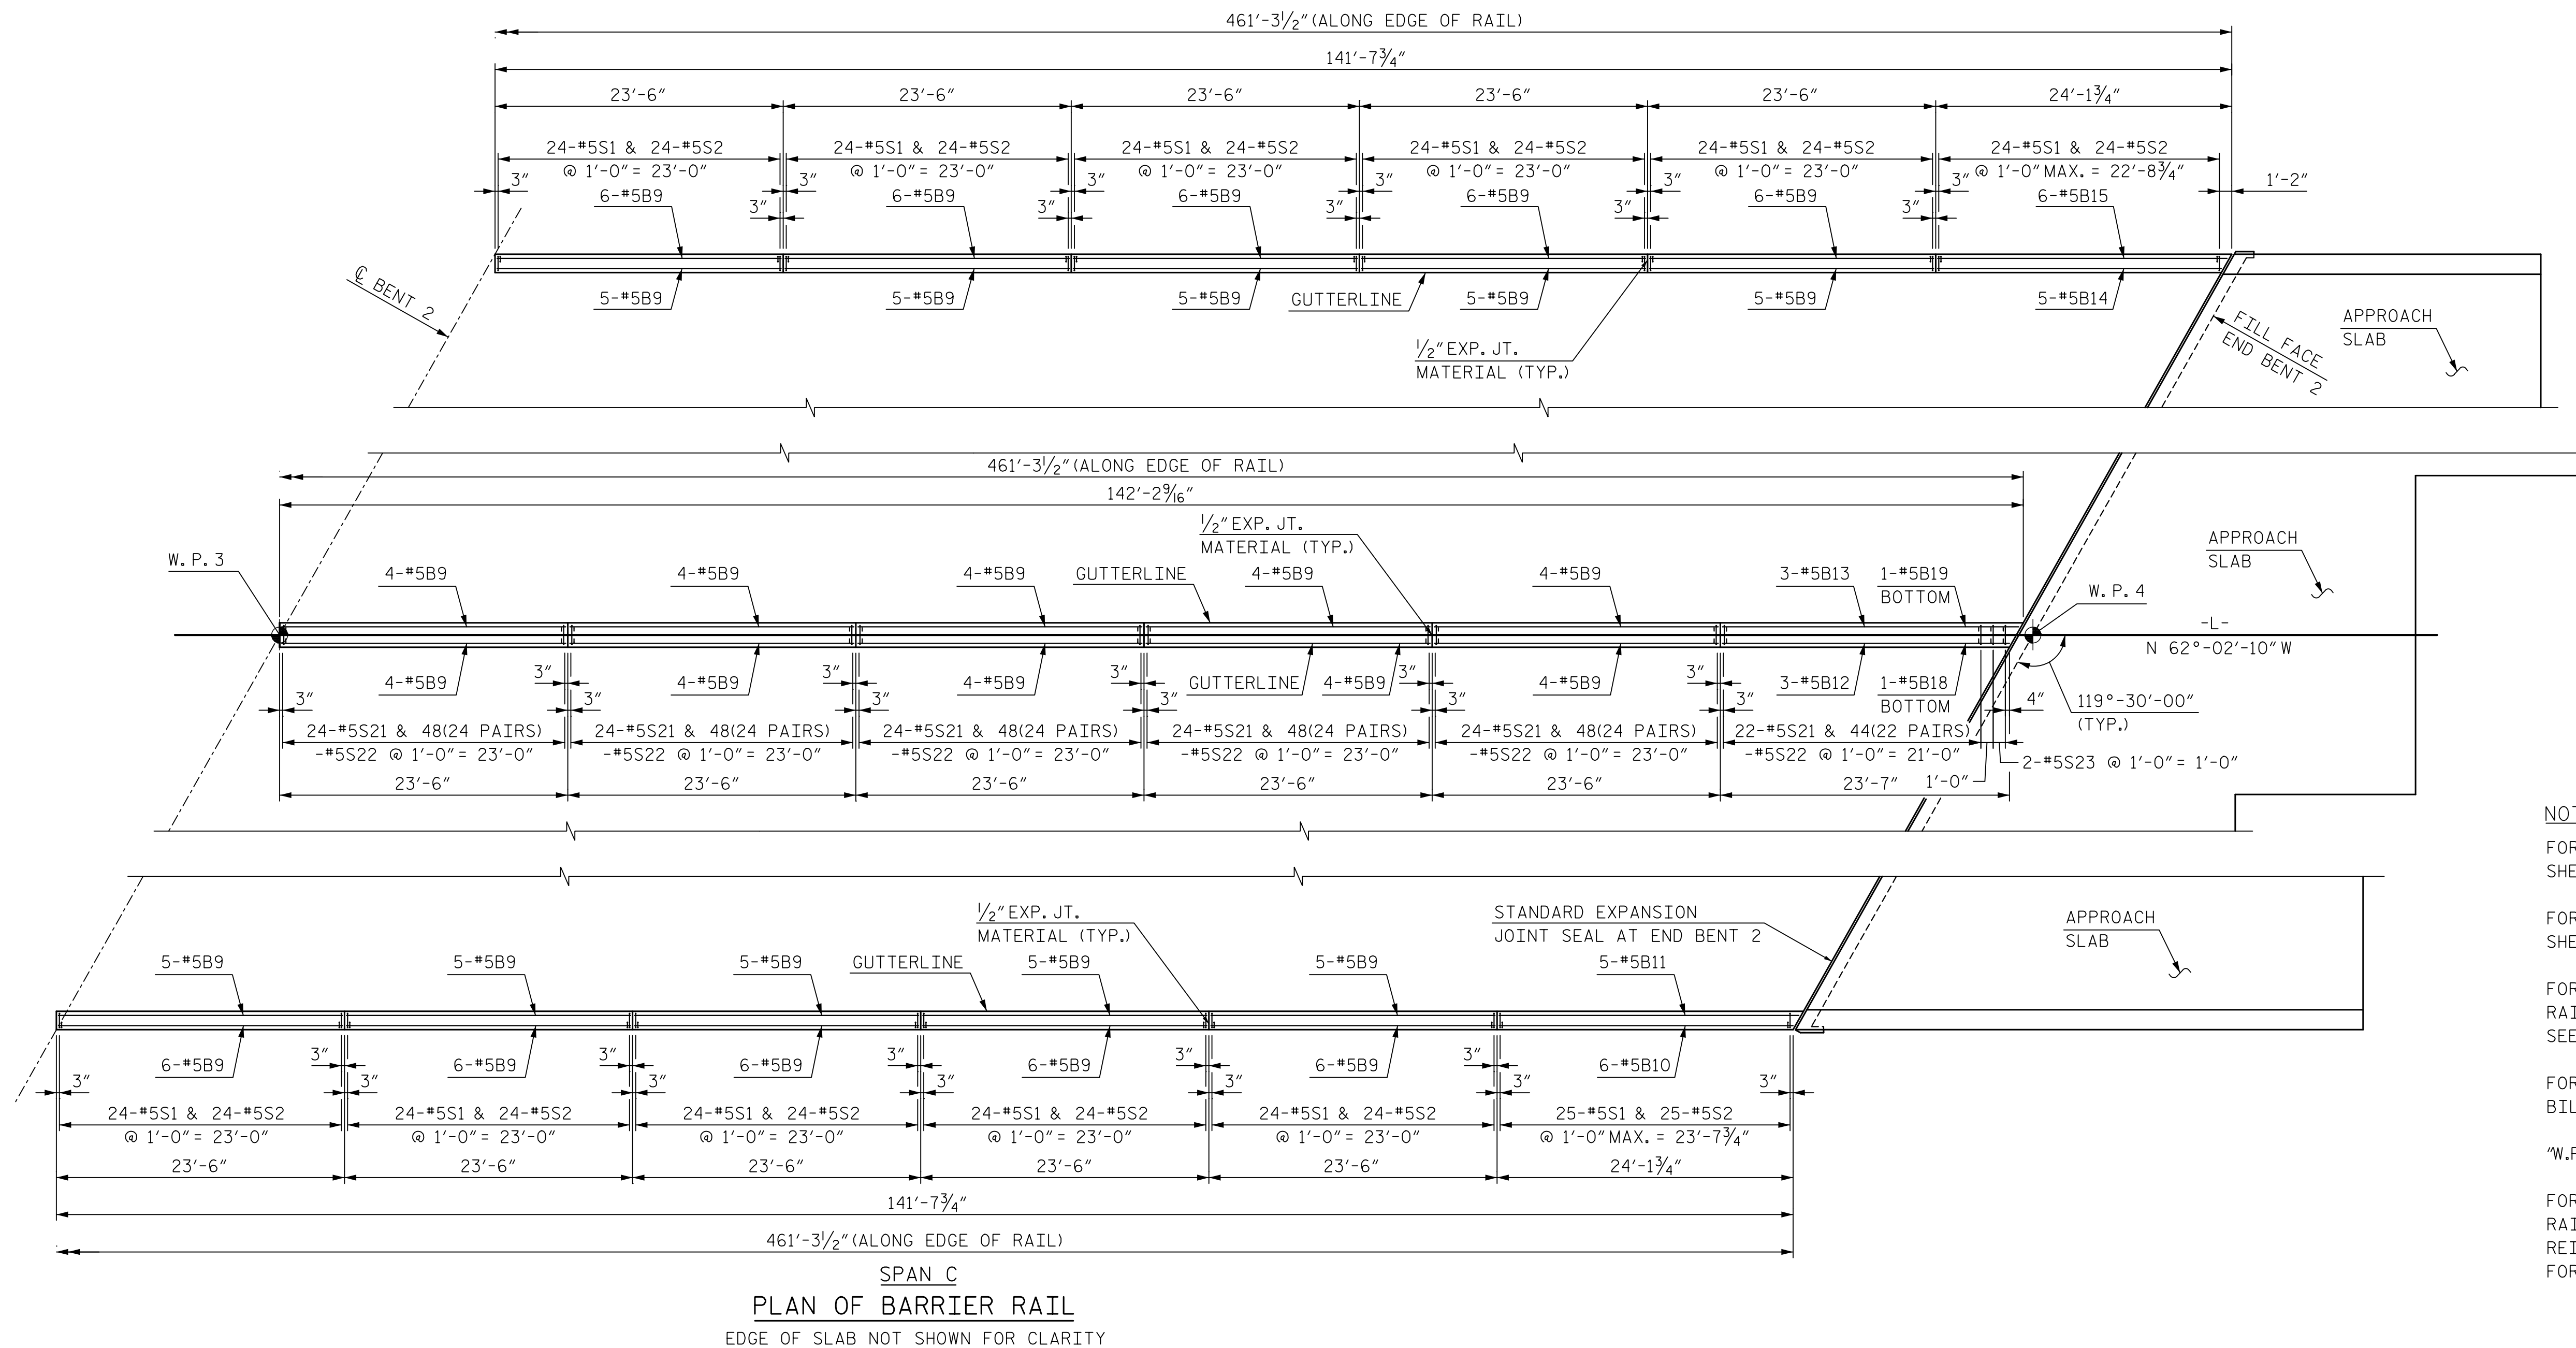 461'-3½" (ALONG EDGE OF RAIL)
141'-7¾"
23'-6" 23'-6" 23'-6" 23'-6" 23'-6" 24'-1¾"
24-#5S1 & 24-#5S2 24-#5S1 & 24-#5S2 24-#5S1 & 24-#5S2 24-#5S1 & 24-#5S2 24-#5S1 & 24-#5S2 24-#5S1 & 24-#5S2
@ 1'-0" = 23'-0" @ 1'-0" = 23'-0" @ 1'-0" = 23'-0" @ 1'-0" = 23'-0" @ 1'-0" = 23'-0" @ 1'-0" MAX. = 22'-8¾"
3" 3" 3" 3" 3" 3" 1'-2"
6-#5B9 6-#5B9 6-#5B9 6-#5B9 6-#5B9 6-#5B15
3" 3" 3" 3" 3"
℄ BENT 2
5-#5B9 5-#5B9 5-#5B9 GUTTERLINE 5-#5B9 5-#5B9 5-#5B14
½" EXP. JT.
MATERIAL (TYP.)
FILL FACE
END BENT 2
APPROACH
SLAB
461'-3½" (ALONG EDGE OF RAIL)
142'-2⁹⁄₁₆"
½" EXP. JT.
MATERIAL (TYP.)
W.P. 3
4-#5B9 4-#5B9 4-#5B9 GUTTERLINE 4-#5B9 4-#5B9 3-#5B13 1-#5B19
BOTTOM
W.P. 4
APPROACH
SLAB
-L-
N 62°-02'-10" W
4-#5B9 4-#5B9 4-#5B9 GUTTERLINE 4-#5B9 4-#5B9 3-#5B12 1-#5B18
BOTTOM
3" 3" 3" 3" 3"
3" 3" 3" 3" 3" 3" 4"
119°-30'-00"
(TYP.)
24-#5S21 & 48(24 PAIRS) 24-#5S21 & 48(24 PAIRS) 24-#5S21 & 48(24 PAIRS) 24-#5S21 & 48(24 PAIRS) 24-#5S21 & 48(24 PAIRS) 22-#5S21 & 44(22 PAIRS)
-#5S22 @ 1'-0" = 23'-0" -#5S22 @ 1'-0" = 23'-0" -#5S22 @ 1'-0" = 23'-0" -#5S22 @ 1'-0" = 23'-0" -#5S22 @ 1'-0" = 23'-0" -#5S22 @ 1'-0" = 21'-0"
2-#5S23 @ 1'-0" = 1'-0"
23'-6" 23'-6" 23'-6" 23'-6" 23'-6" 23'-7" 1'-0"
½" EXP. JT.
MATERIAL (TYP.)
STANDARD EXPANSION
JOINT SEAL AT END BENT 2
APPROACH
SLAB
5-#5B9 5-#5B9 5-#5B9 GUTTERLINE 5-#5B9 5-#5B9 5-#5B11
3" 3" 3" 3" 3"
6-#5B9 6-#5B9 6-#5B9 6-#5B9 6-#5B9 6-#5B10
3" 3" 3" 3" 3" 3" 3"
24-#5S1 & 24-#5S2 24-#5S1 & 24-#5S2 24-#5S1 & 24-#5S2 24-#5S1 & 24-#5S2 24-#5S1 & 24-#5S2 25-#5S1 & 25-#5S2
@ 1'-0" = 23'-0" @ 1'-0" = 23'-0" @ 1'-0" = 23'-0" @ 1'-0" = 23'-0" @ 1'-0" = 23'-0" @ 1'-0" MAX. = 23'-7¾"
23'-6" 23'-6" 23'-6" 23'-6" 23'-6" 24'-1¾"
141'-7¾"
461'-3½" (ALONG EDGE OF RAIL)
SPAN C
PLAN OF BARRIER RAIL
EDGE OF SLAB NOT SHOWN FOR CLARITY
FOR
FOR
FOR
FOR
FOR